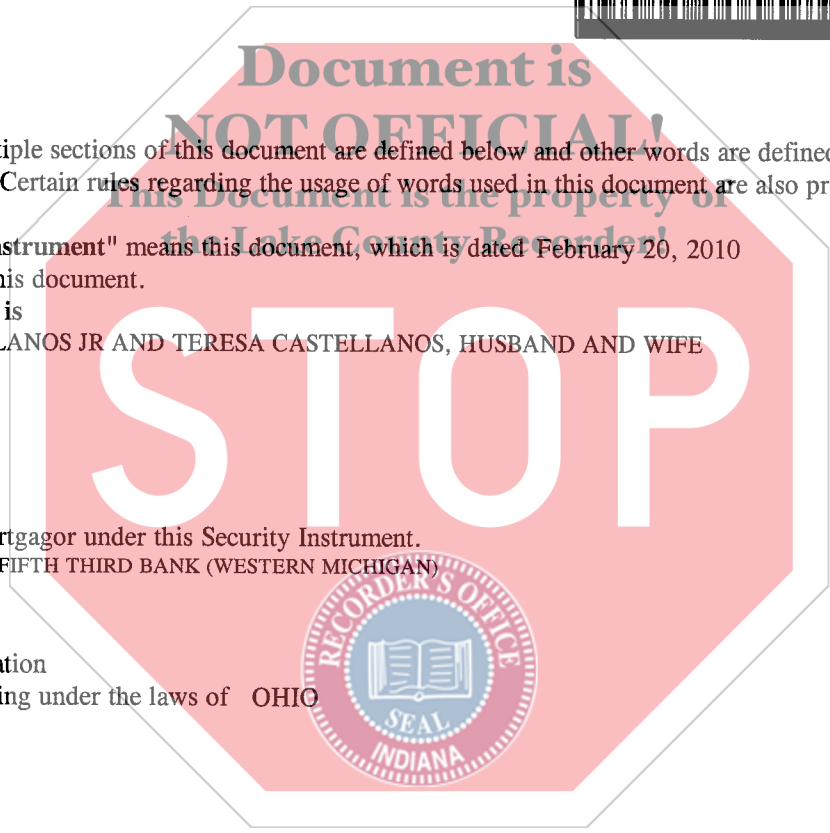 Document is
NOT OFFICIAL!
tiple sections of this document are defined below and other words are defined
Certain rules regarding the usage of words used in this document are also pr
This Document is the property of
the Lake County Recorder!
strument" means this document, which is dated February 20, 2010
his document.
is
LANOS JR AND TERESA CASTELLANOS, HUSBAND AND WIFE
STOP
rtgagor under this Security Instrument.
FIFTH THIRD BANK (WESTERN MICHIGAN)
RECORDER'S OFFICE
ation
ing under the laws of OHIO
SEAL
INDIANA